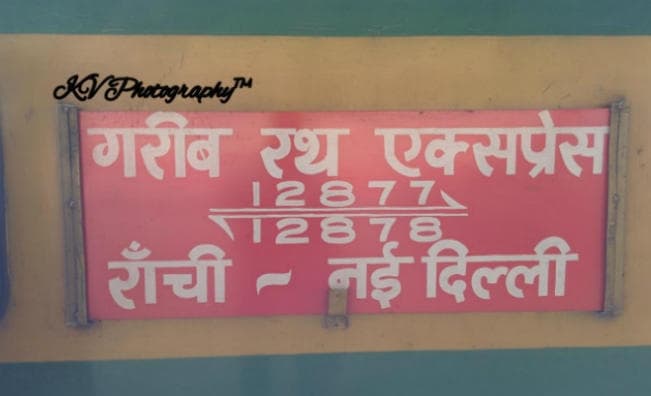 KV Photography™
गरीब रथ एक्सप्रेस
12877
12878
राँची ~ नई दिल्ली